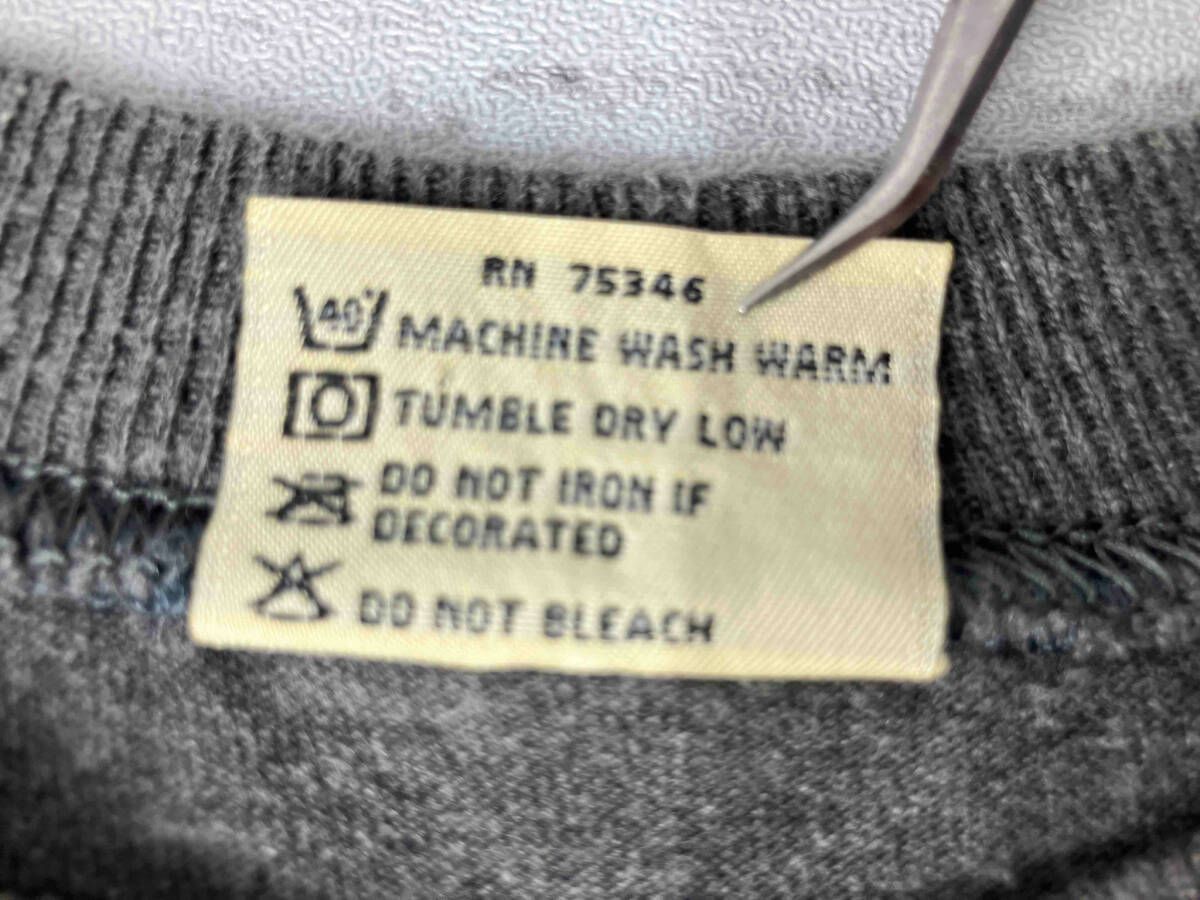 RN 75346
40° MACHINE WASH WARM
TUMBLE DRY LOW
DO NOT IRON IF
DECORATED
DO NOT BLEACH